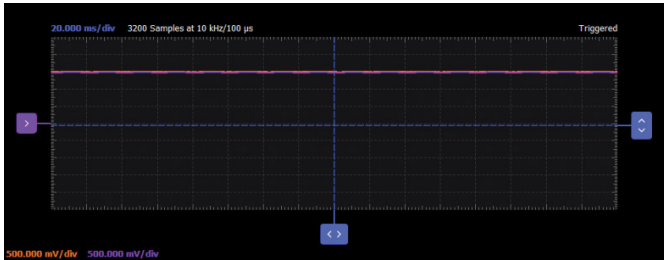 20.000 ms/div 3200 Samples at 10 kHz/100 µs Triggered
500.000 mV/div 500.000 mV/div